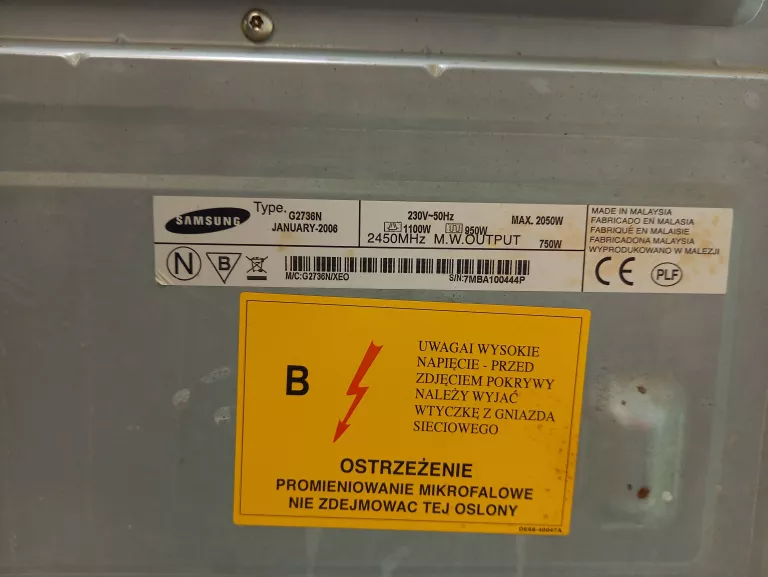 SAMSUNG
Type. G2736N
JANUARY-2006
230V~50Hz
MAX. 2050W
1100W 950W
2450MHz M.W.OUTPUT 750W
N B
M/C:G2736N/XEO
S/N:7MBA100444P
MADE IN MALAYSIA
FABRICADO EN MALASIA
FABRIQUÉ EN MALAISIE
FABRICADONA MALAYSIA
WYPRODUKOWANO W MALEZJI
CE PLF
B
UWAGAI WYSOKIE
NAPIĘCIE - PRZED
ZDJĘCIEM POKRYWY
NALEŻY WYJAĆ
WTYCZKĘ Z GNIAZDA
SIECIOWEGO
OSTRZEŻENIE
PROMIENIOWANIE MIKROFALOWE
NIE ZDEJMOWAC TEJ OSLONY